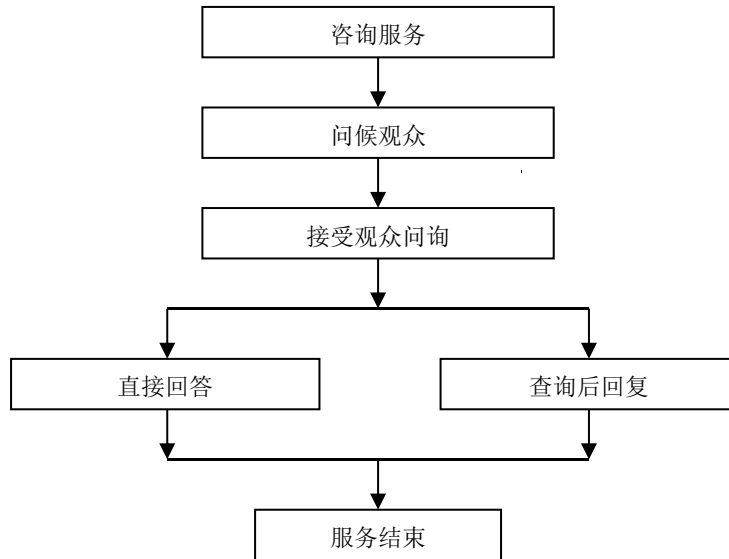 咨询服务
问候观众
接受观众问询
直接回答
查询后回复
服务结束